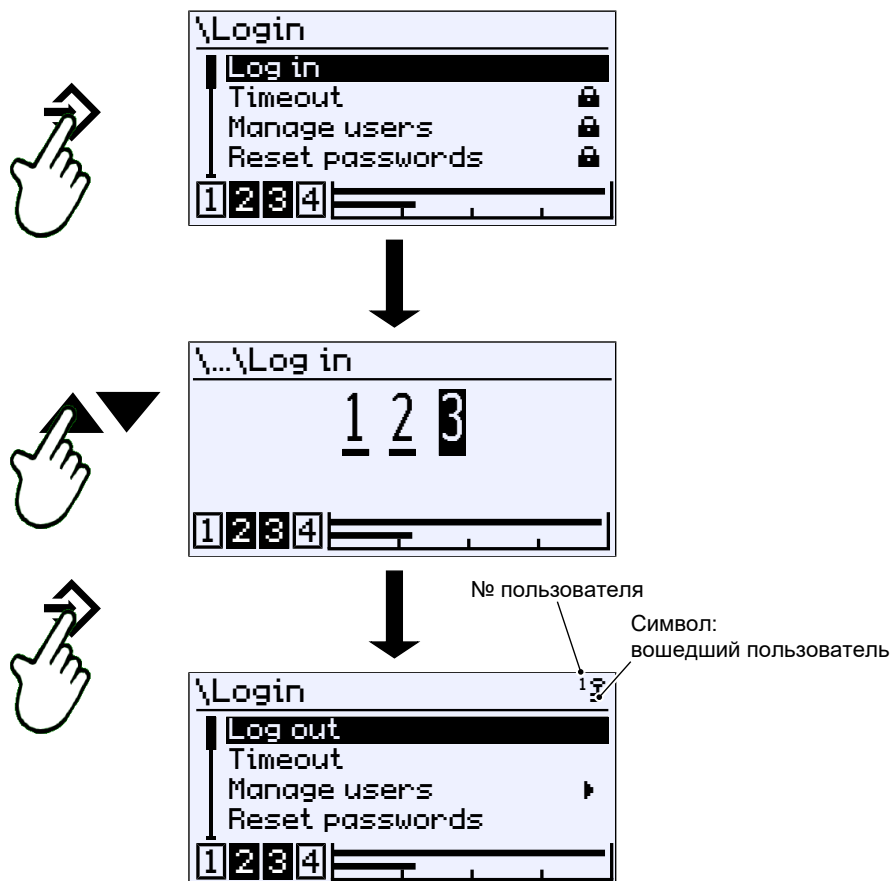 \Login
Log in
Timeout
Manage users
Reset passwords
1 2 3 4
\...\Log in
1 2 3
1 2 3 4
№ пользователя
Символ:
вошедший пользователь
\Login 1
Log out
Timeout
Manage users
Reset passwords
1 2 3 4